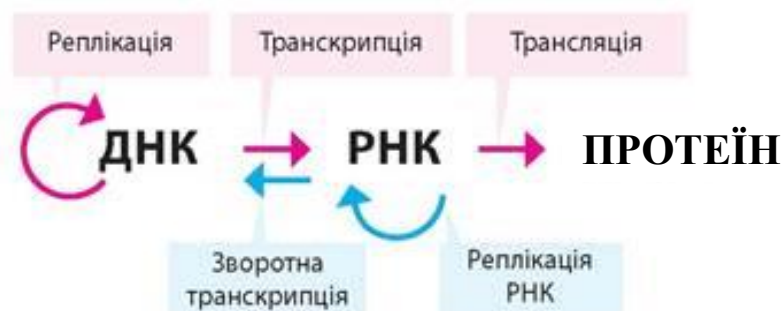 Реплікація
Транскрипція
Трансляція
ДНК
РНК
ПРОТЕЇН
Зворотна
транскрипція
Реплікація
РНК